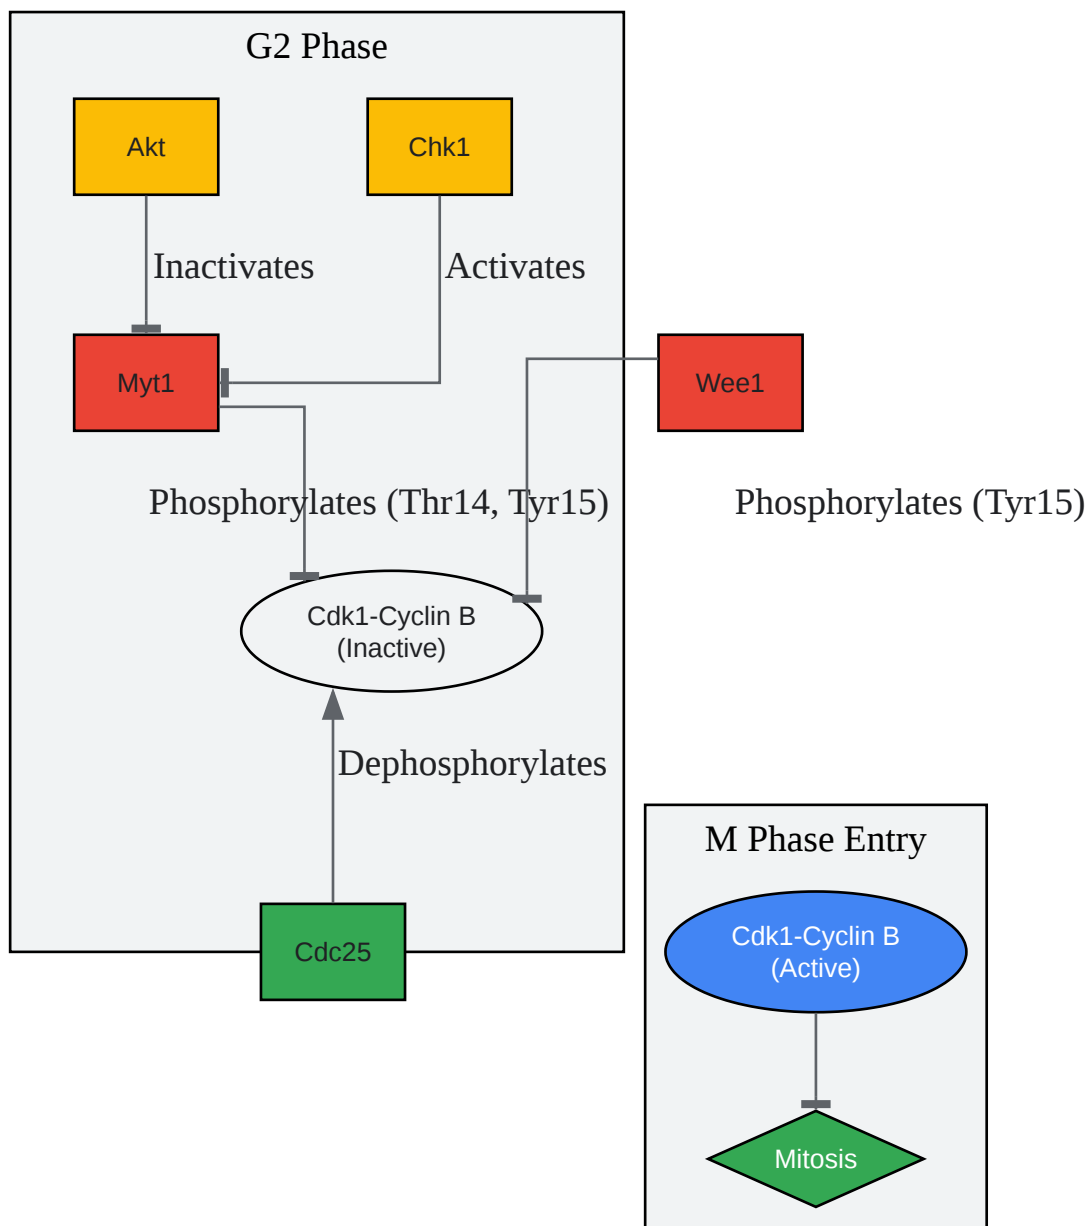 G2 Phase
Akt
Chk1
Inactivates
Activates
Myt1
Wee1
Phosphorylates (Thr14, Tyr15)
Phosphorylates (Tyr15)
Cdk1-Cyclin B
(Inactive)
Dephosphorylates
Cdc25
M Phase Entry
Cdk1-Cyclin B
(Active)
Mitosis